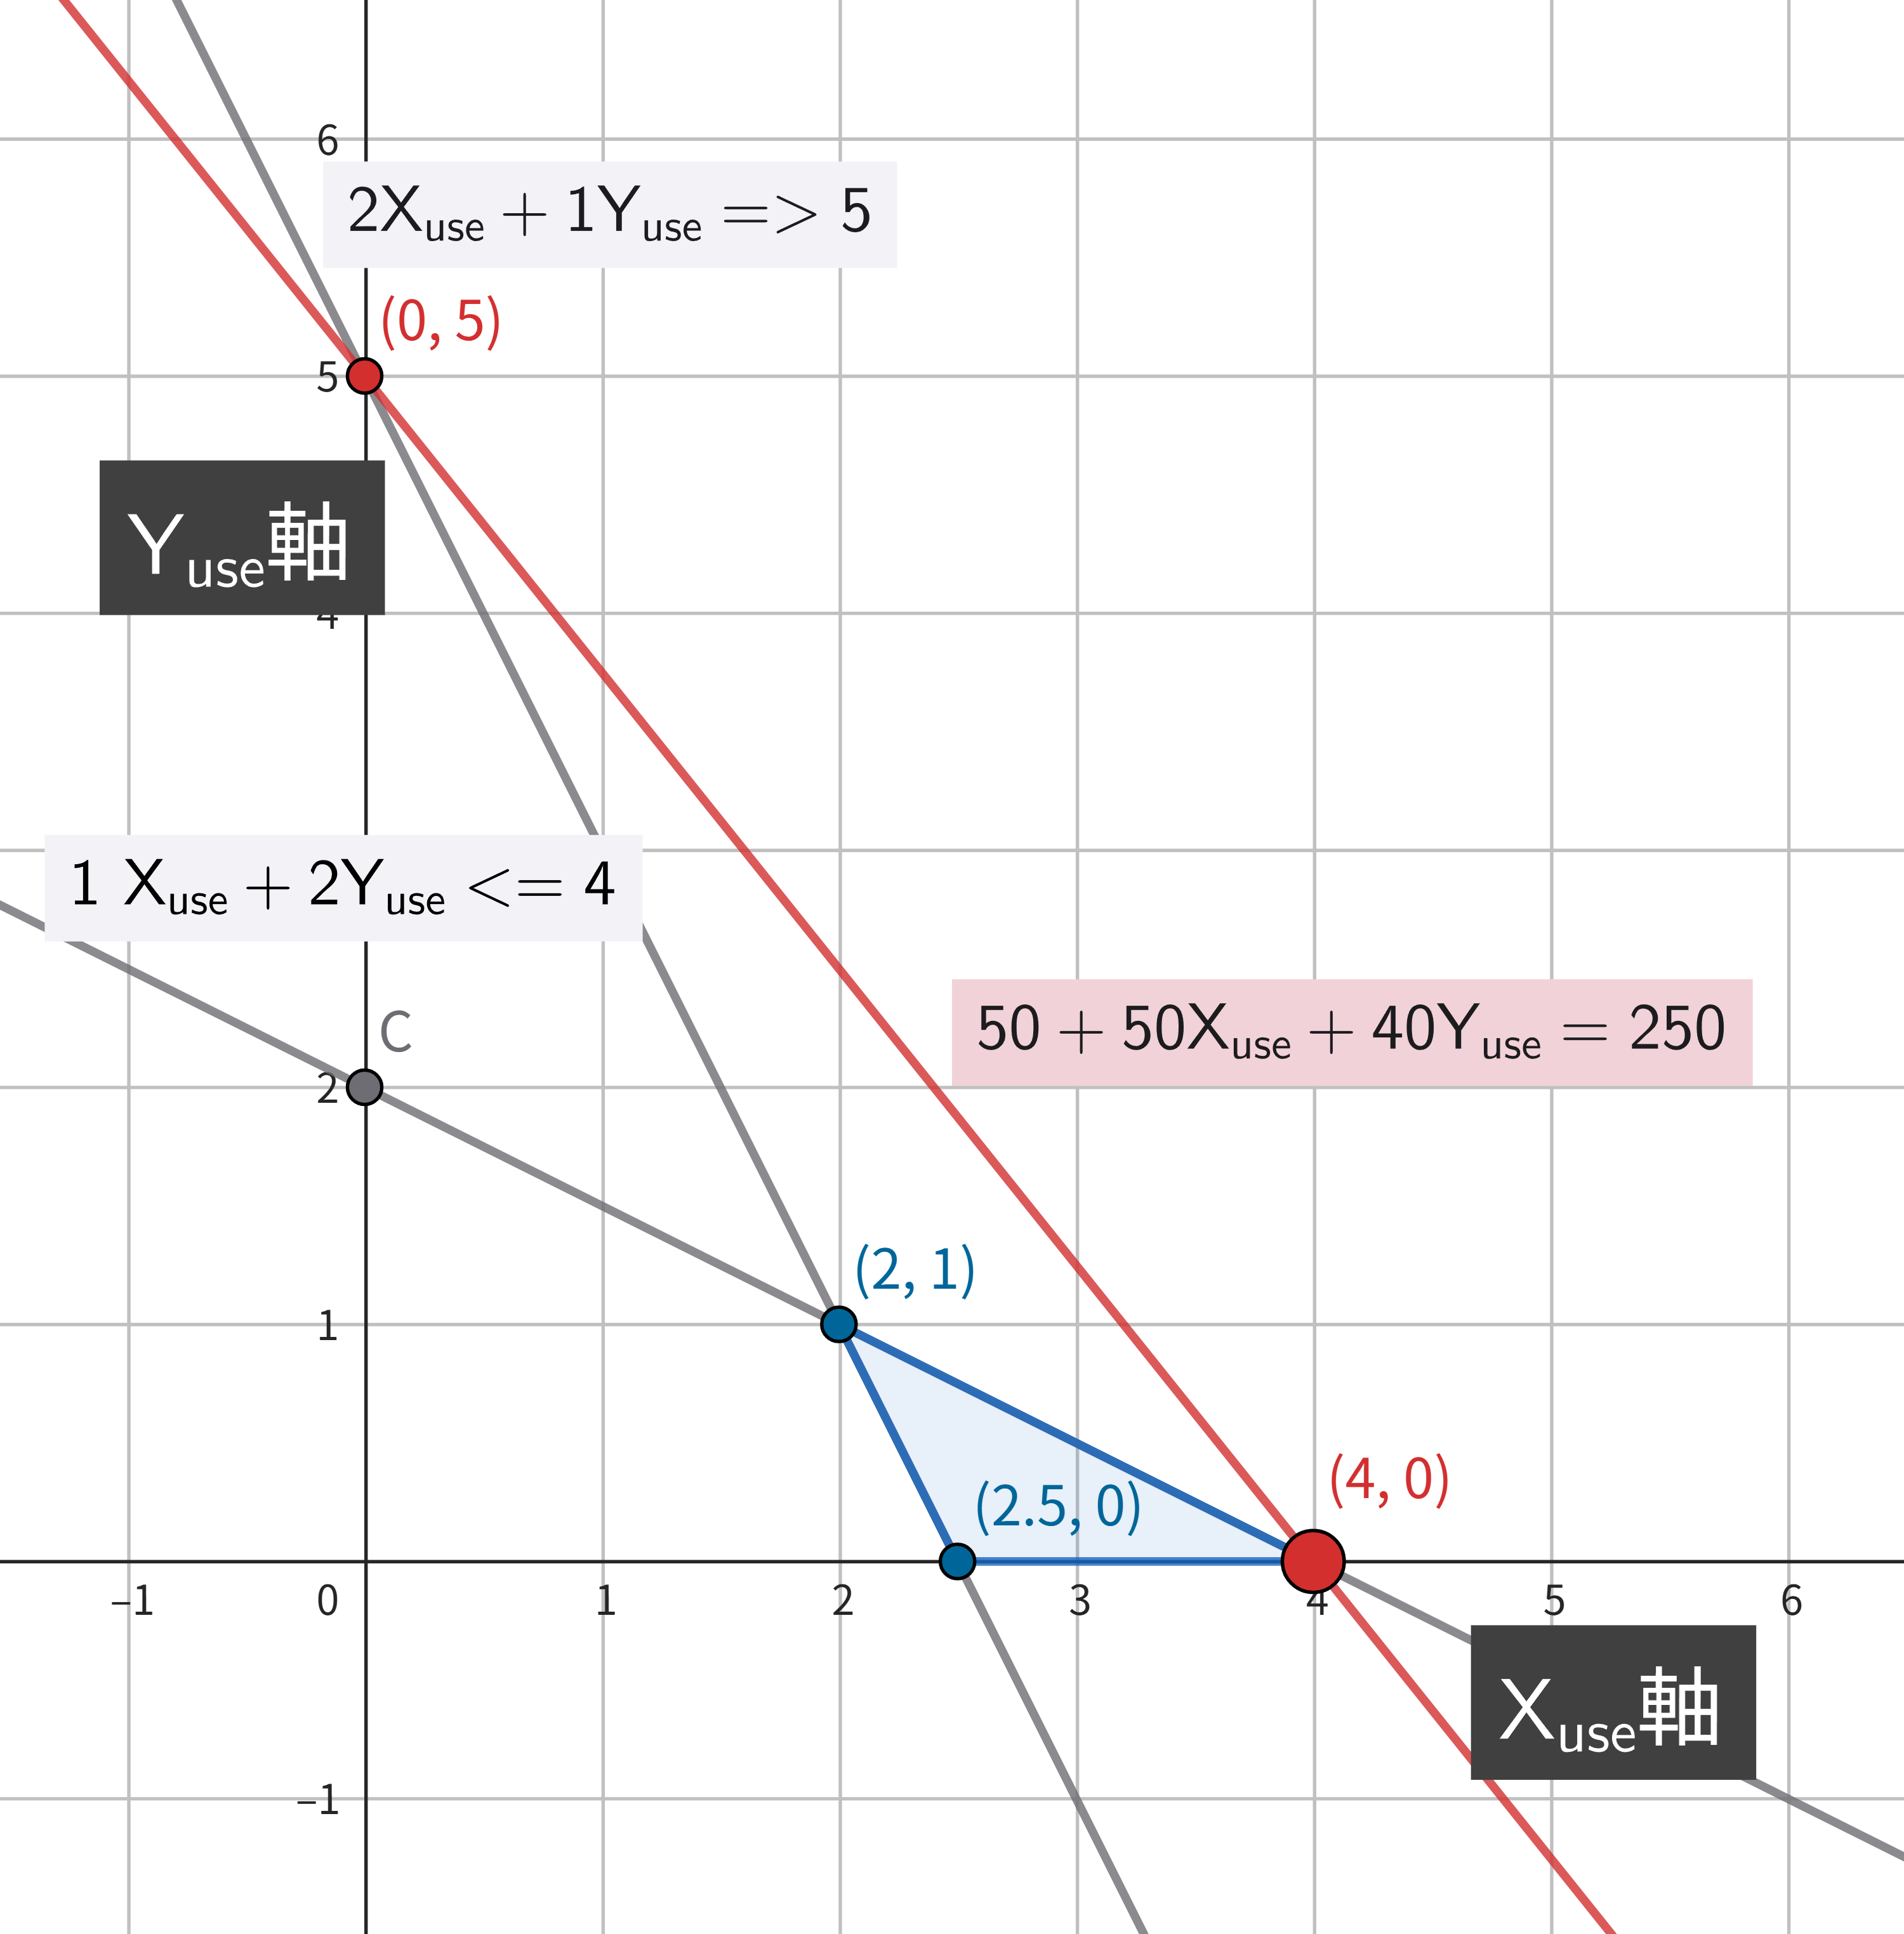 6
2Xuse + 1Yuse => 5
(0, 5)
5
Yuse軸
4
1 Xuse + 2Yuse <= 4
50 + 50Xuse + 40Yuse = 250
C
2
(2, 1)
1
(4, 0)
(2.5, 0)
–1 0 1 2 3 4 5 6
Xuse軸
–1